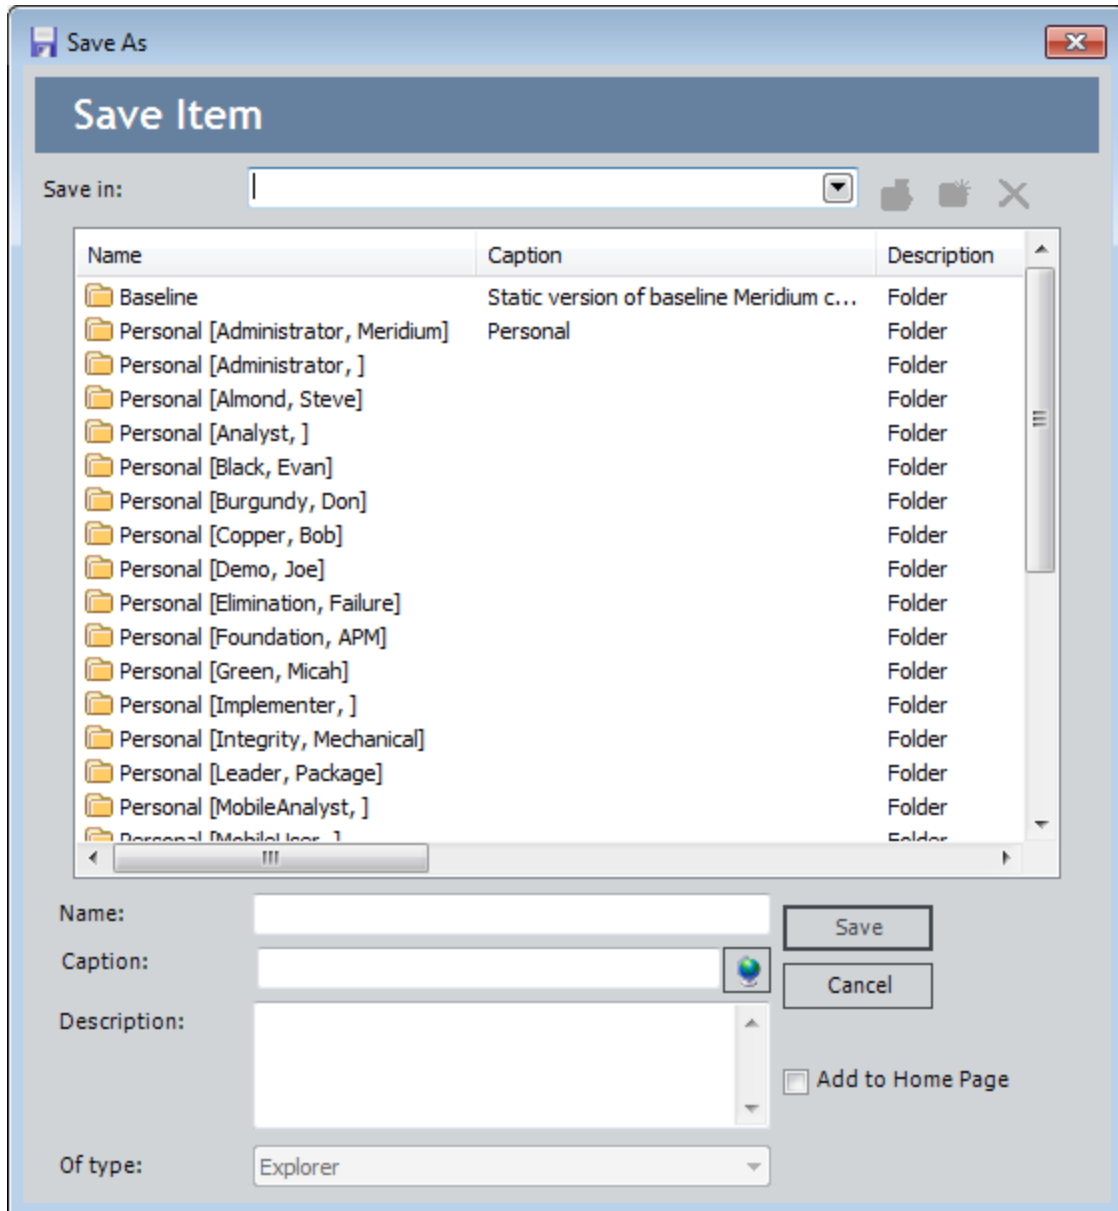 Save As
Save Item
Save in:
Name Caption Description
Baseline Static version of baseline Meridium c... Folder
Personal [Administrator, Meridium] Personal Folder
Personal [Administrator, ] Folder
Personal [Almond, Steve] Folder
Personal [Analyst, ] Folder
Personal [Black, Evan] Folder
Personal [Burgundy, Don] Folder
Personal [Copper, Bob] Folder
Personal [Demo, Joe] Folder
Personal [Elimination, Failure] Folder
Personal [Foundation, APM] Folder
Personal [Green, Micah] Folder
Personal [Implementer, ] Folder
Personal [Integrity, Mechanical] Folder
Personal [Leader, Package] Folder
Personal [MobileAnalyst, ] Folder
Personal [MobileUser, ] Folder
Name:
Save
Caption:
Cancel
Description:
Add to Home Page
Of type: Explorer